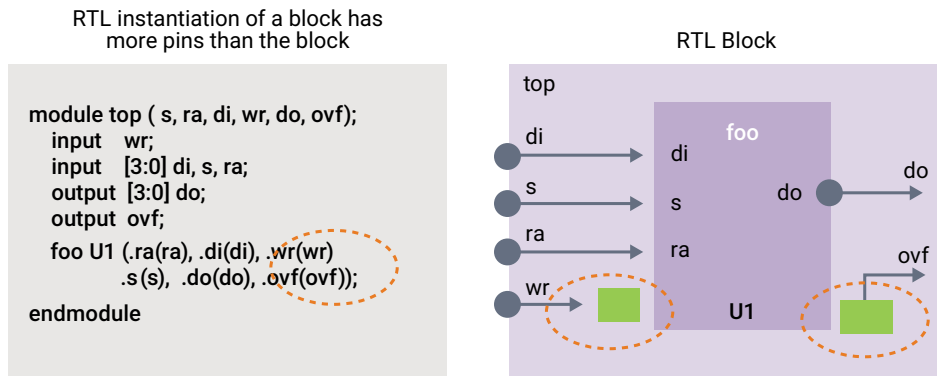 RTL instantiation of a block has
more pins than the block
module top ( s, ra, di, wr, do, ovf);
input wr;
input [3:0] di, s, ra;
output [3:0] do;
output ovf;
foo U1 (.ra(ra), .di(di), .wr(wr)
.s(s), .do(do), .ovf(ovf));
endmodule
RTL Block
top
foo
di
di
s
s
ra
ra
wr
do
do
ovf
U1